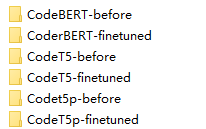 CodeBERT-before
CoderBERT-finetuned
CodeT5-before
CodeT5-finetuned
Codet5p-before
CodeT5p-finetuned